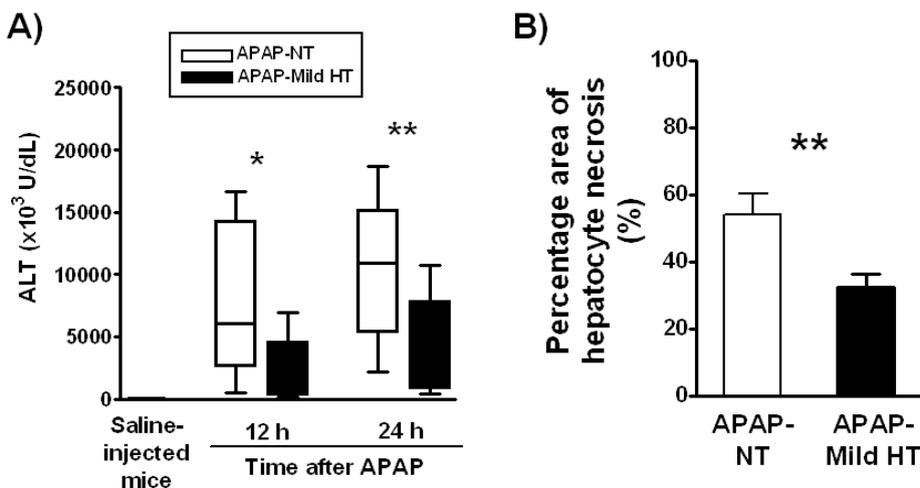 A)
APAP-NT
APAP-Mild HT
ALT (x10³ U/dL)
25000
20000
15000
10000
5000
0
*
**
Saline-
injected
mice
12 h
24 h
Time after APAP
B)
Percentage area of
hepatocyte necrosis
(%)
100
80
60
40
20
0
**
APAP-
NT
APAP-
Mild HT